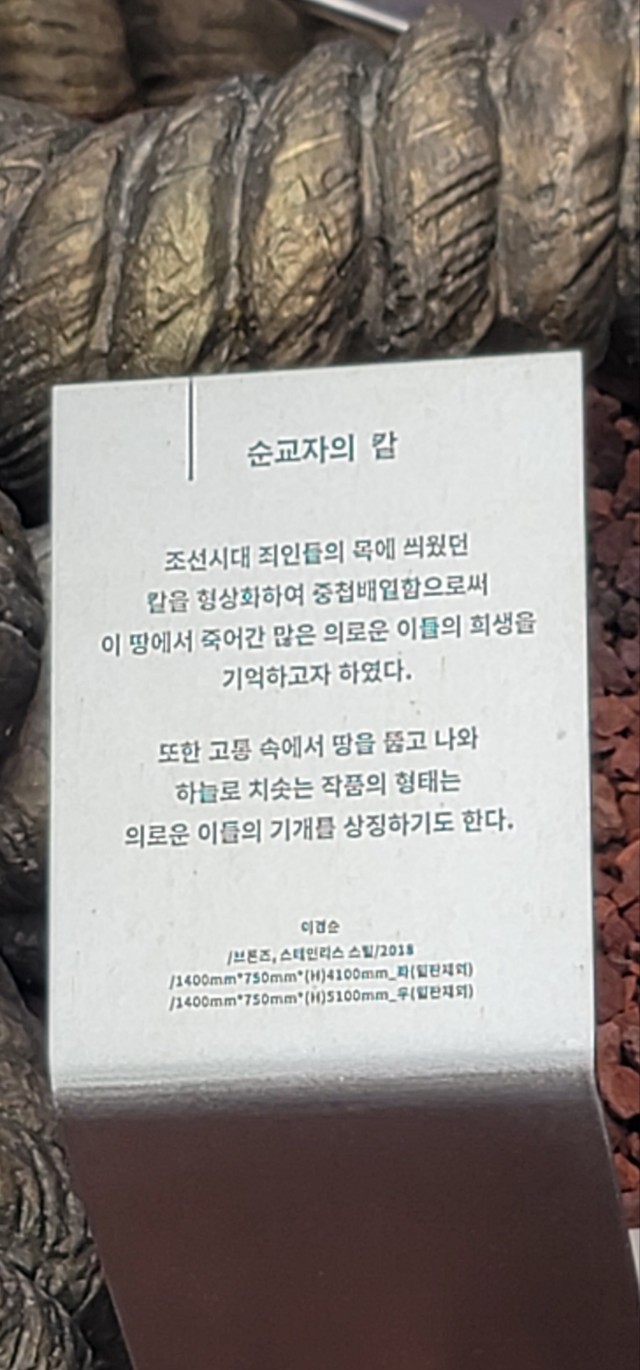 순교자의 칼
조선시대 죄인들의 목에 씌웠던
칼을 형상화하여 중첩배열함으로써
이 땅에서 죽어간 많은 의로운 이들의 희생을
기억하고자 하였다.
또한 고통 속에서 땅을 뚫고 나와
하늘로 치솟는 작품의 형태는
의로운 이들의 기개를 상징하기도 한다.
이경순
/브론즈, 스테인리스 스틸/2018
/1400mm*750mm*(H)4100mm_좌(밑판제외)
/1400mm*750mm*(H)5100mm_우(밑판제외)